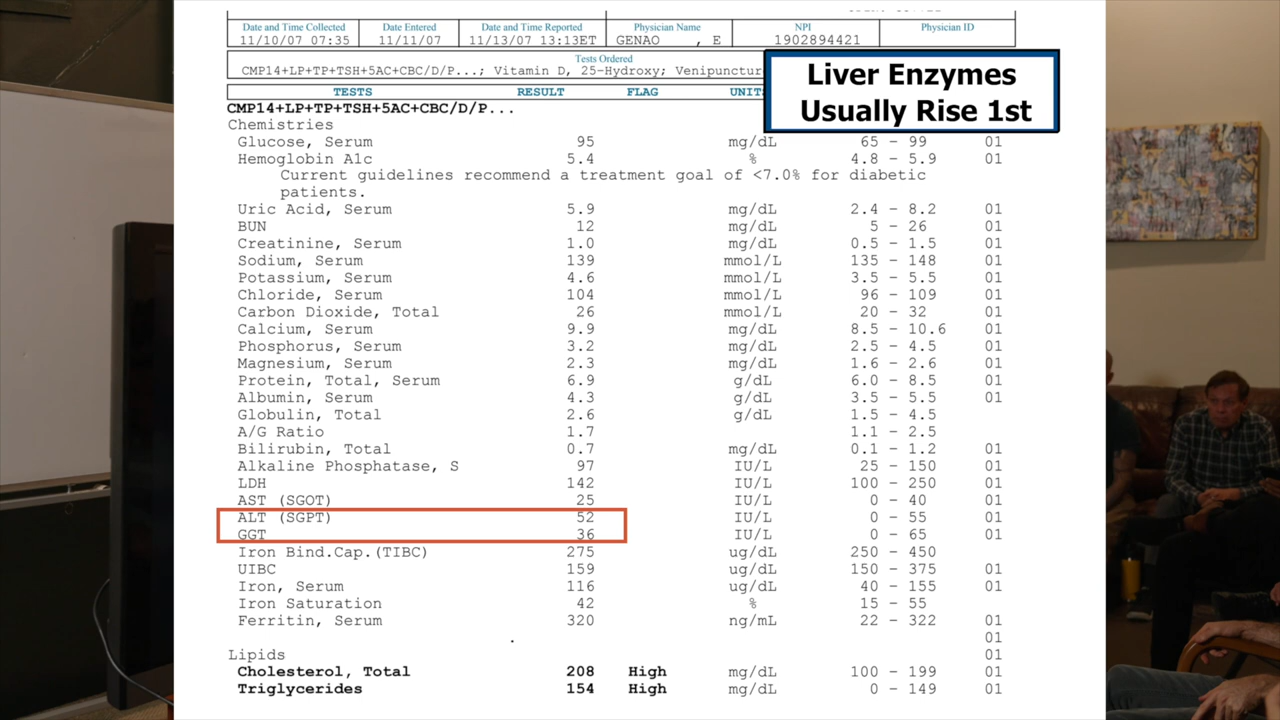 Date and Time Collected Date Entered Date and Time Reported Physician Name NPI Physician ID
11/10/07 07:35 11/11/07 11/13/07 13:13ET GENAO , E 1902894421
Tests Ordered
CMP14+LP+TP+TSH+5AC+CBC/D/P...; Vitamin D, 25-Hydroxy;
Liver Enzymes
Usually Rise 1st
TESTS RESULT FLAG
CMP14+LP+TP+TSH+5AC+CBC/D/P...
Chemistries
Glucose, Serum 95 mg/dL 65 - 99 01
Hemoglobin A1c 5.4 % 4.8 - 5.9 01
Current guidelines recommend a treatment goal of <7.0% for diabetic
patients.
Uric Acid, Serum 5.9 mg/dL 2.4 - 8.2 01
BUN 12 mg/dL 5 - 26 01
Creatinine, Serum 1.0 mg/dL 0.5 - 1.5 01
Sodium, Serum 139 mmol/L 135 - 148 01
Potassium, Serum 4.6 mmol/L 3.5 - 5.5 01
Chloride, Serum 104 mmol/L 96 - 109 01
Carbon Dioxide, Total 26 mmol/L 20 - 32 01
Calcium, Serum 9.9 mg/dL 8.5 - 10.6 01
Phosphorus, Serum 3.2 mg/dL 2.5 - 4.5 01
Magnesium, Serum 2.3 mg/dL 1.6 - 2.6 01
Protein, Total, Serum 6.9 g/dL 6.0 - 8.5 01
Albumin, Serum 4.3 g/dL 3.5 - 5.5 01
Globulin, Total 2.6 g/dL 1.5 - 4.5
A/G Ratio 1.7 1.1 - 2.5
Bilirubin, Total 0.7 mg/dL 0.1 - 1.2 01
Alkaline Phosphatase, S 97 IU/L 25 - 150 01
LDH 142 IU/L 100 - 250 01
AST (SGOT) 25 IU/L 0 - 40 01
ALT (SGPT) 52 IU/L 0 - 55 01
GGT 36 IU/L 0 - 65 01
Iron Bind.Cap.(TIBC) 275 ug/dL 250 - 450
UIBC 159 ug/dL 150 - 375 01
Iron, Serum 116 ug/dL 40 - 155 01
Iron Saturation 42 % 15 - 55
Ferritin, Serum 320 ng/mL 22 - 322 01
01
Lipids 01
Cholesterol, Total 208 High mg/dL 100 - 199 01
Triglycerides 154 High mg/dL 0 - 149 01